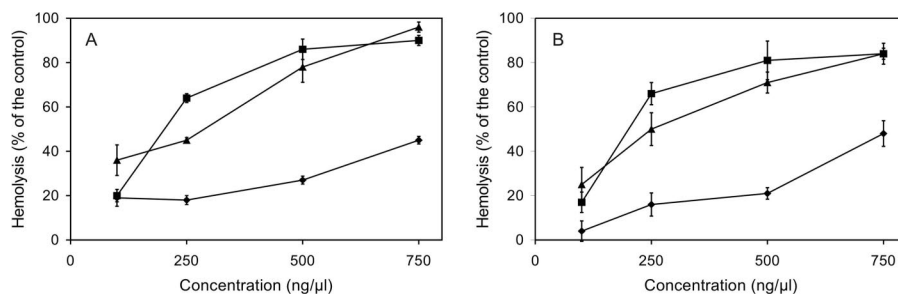 A
Hemolysis (% of the control)
100
80
60
40
20
0
0 250 500 750
Concentration (ng/µl)
B
Hemolysis (% of the control)
100
80
60
40
20
0
0 250 500 750
Concentration (ng/µl)